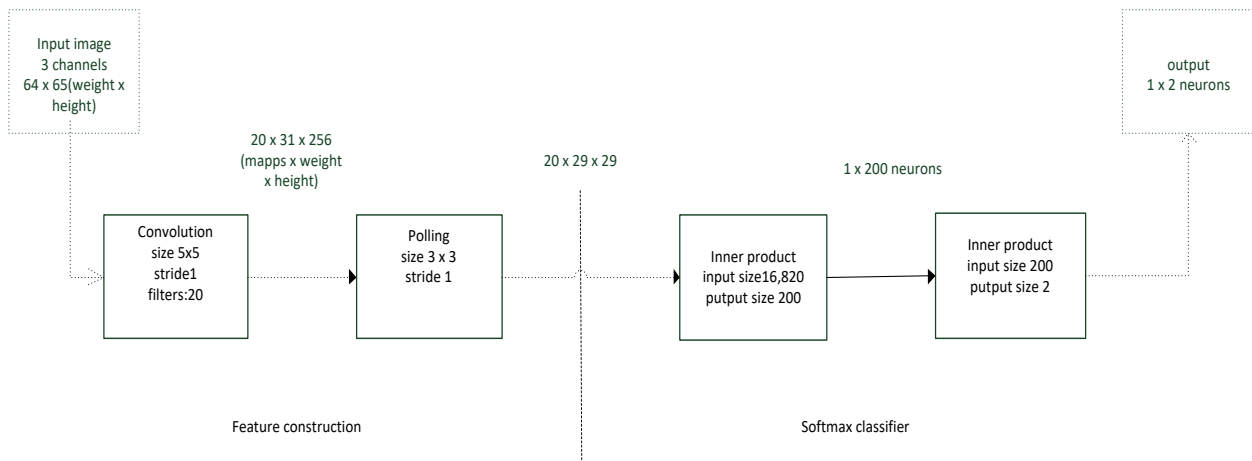 Input image
3 channels
64 x 65(weight x
height)
output
1 x 2 neurons
20 x 31 x 256
(mapps x weight
x height)
20 x 29 x 29
1 x 200 neurons
Convolution
size 5x5
stride1
filters:20
Polling
size 3 x 3
stride 1
Inner product
input size16,820
putput size 200
Inner product
input size 200
putput size 2
Feature construction
Softmax classifier